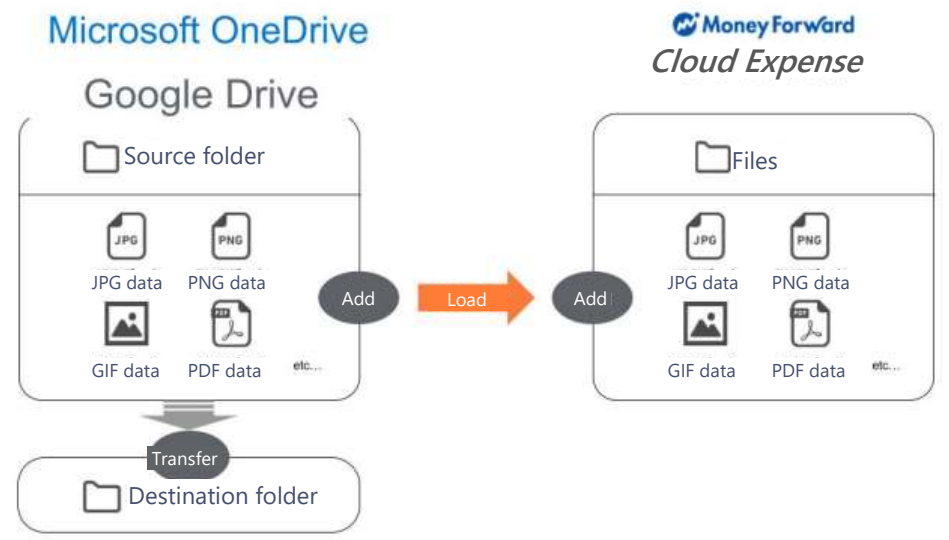 Microsoft OneDrive
Google Drive
Source folder
JPG
PNG
JPG data
PNG data
PDF
GIF data
PDF data
etc...
Add
Load
Transfer
Destination folder
Money Forward
Cloud Expense
Files
JPG
PNG
JPG data
PNG data
PDF
GIF data
PDF data
etc...
Add